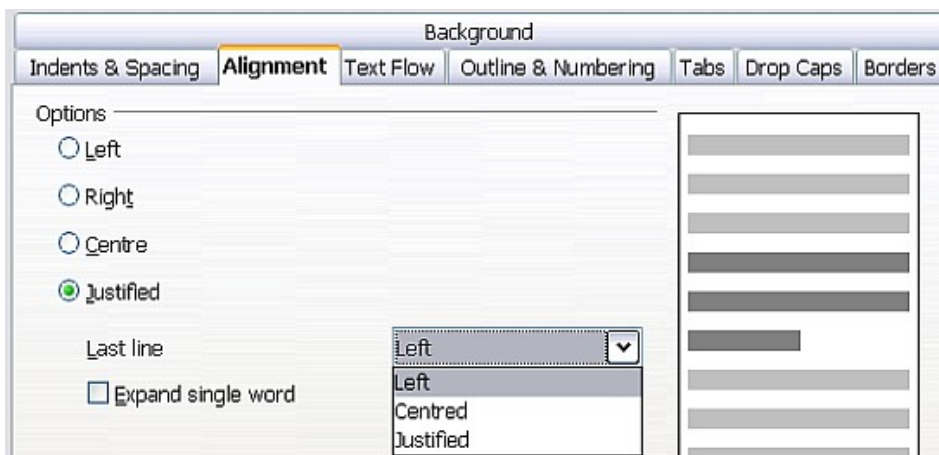 Background
Indents & Spacing Alignment Text Flow Outline & Numbering Tabs Drop Caps Borders
Options
Left
Right
Centre
Justified
Last line Left
Expand single word
Left
Centred
Justified